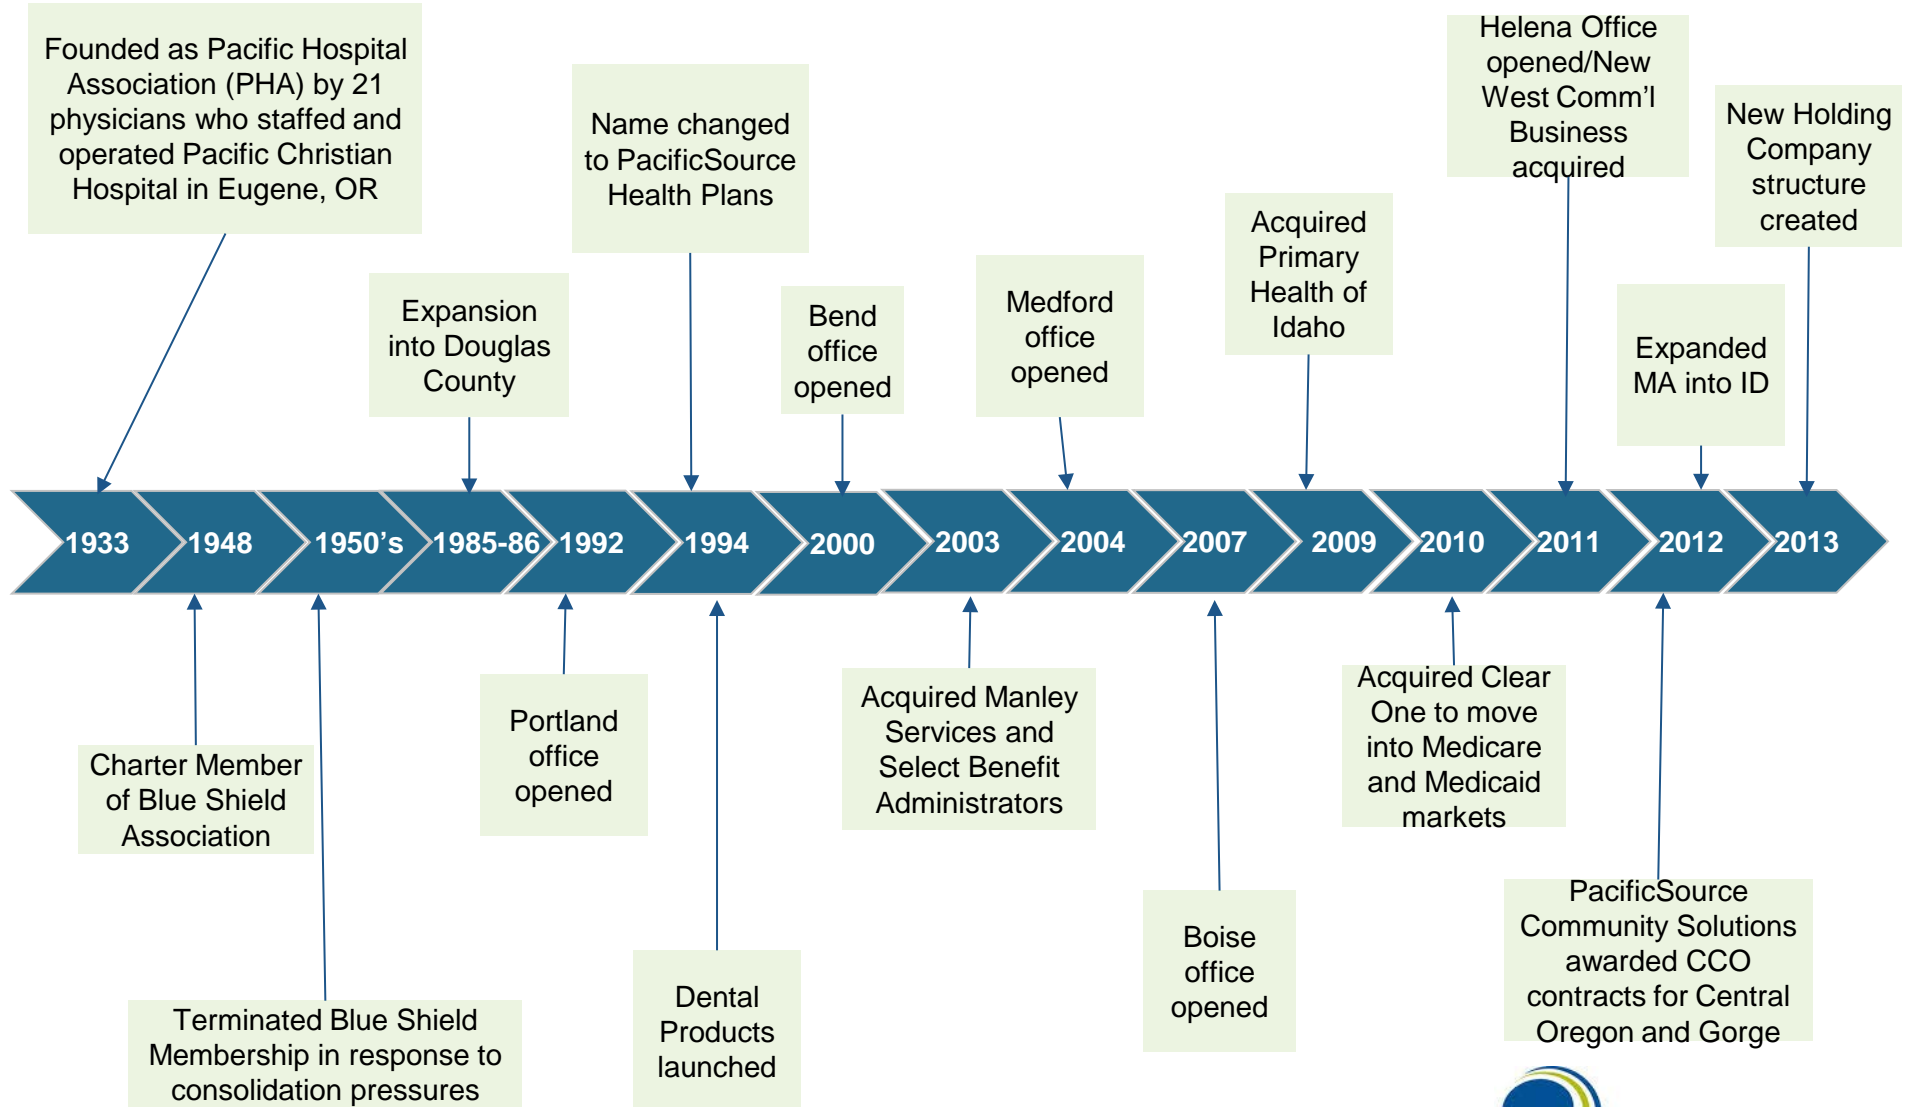 Founded as Pacific Hospital
Association (PHA) by 21
physicians who staffed and
operated Pacific Christian
Hospital in Eugene, OR
Expansion
into Douglas
County
Name changed
to PacificSource
Health Plans
Bend
office
opened
Medford
office
opened
Acquired
Primary
Health of
Idaho
Helena Office
opened/New
West Comm'l
Business
acquired
Expanded
MA into ID
New Holding
Company
structure
created
1933
1948
1950's
1985-86
1992
1994
2000
2003
2004
2007
2009
2010
2011
2012
2013
Charter Member
of Blue Shield
Association
Terminated Blue Shield
Membership in response to
consolidation pressures
Portland
office
opened
Dental
Products
launched
Acquired Manley
Services and
Select Benefit
Administrators
Boise
office
opened
Acquired Clear
One to move
into Medicare
and Medicaid
markets
PacificSource
Community Solutions
awarded CCO
contracts for Central
Oregon and Gorge